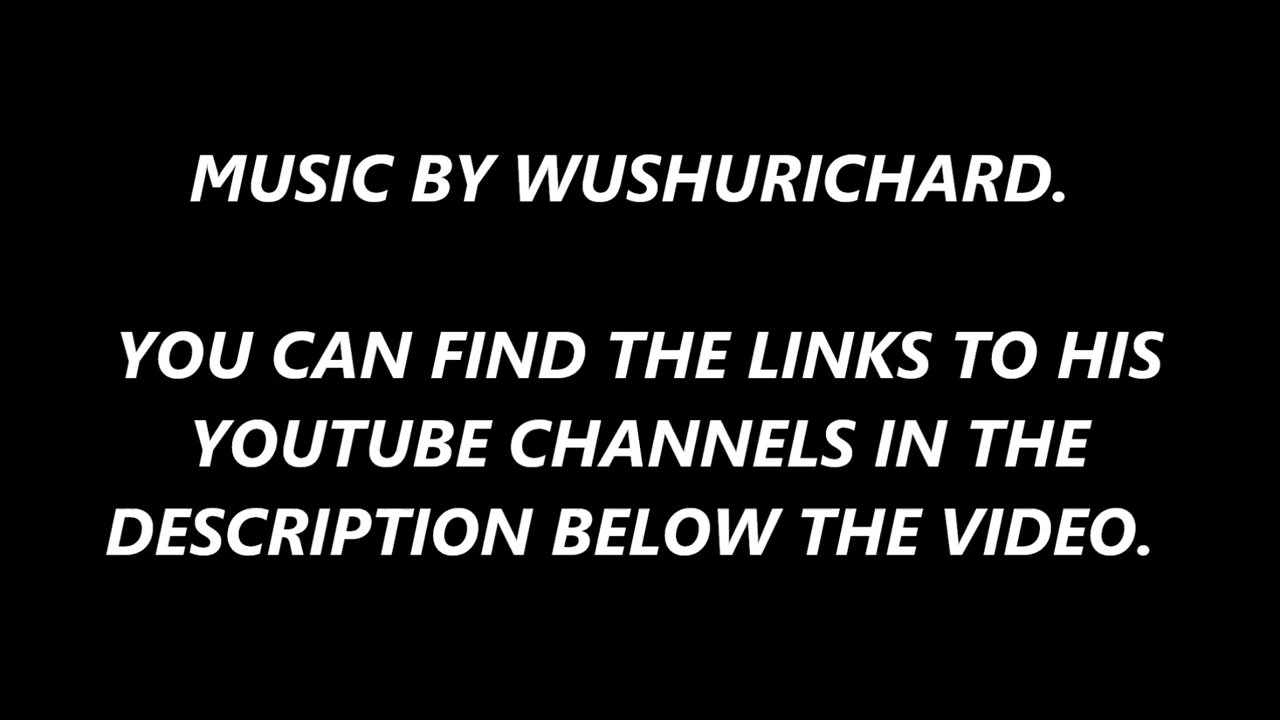 MUSIC BY WUSHURICHARD.
YOU CAN FIND THE LINKS TO HIS
YOUTUBE CHANNELS IN THE
DESCRIPTION BELOW THE VIDEO.